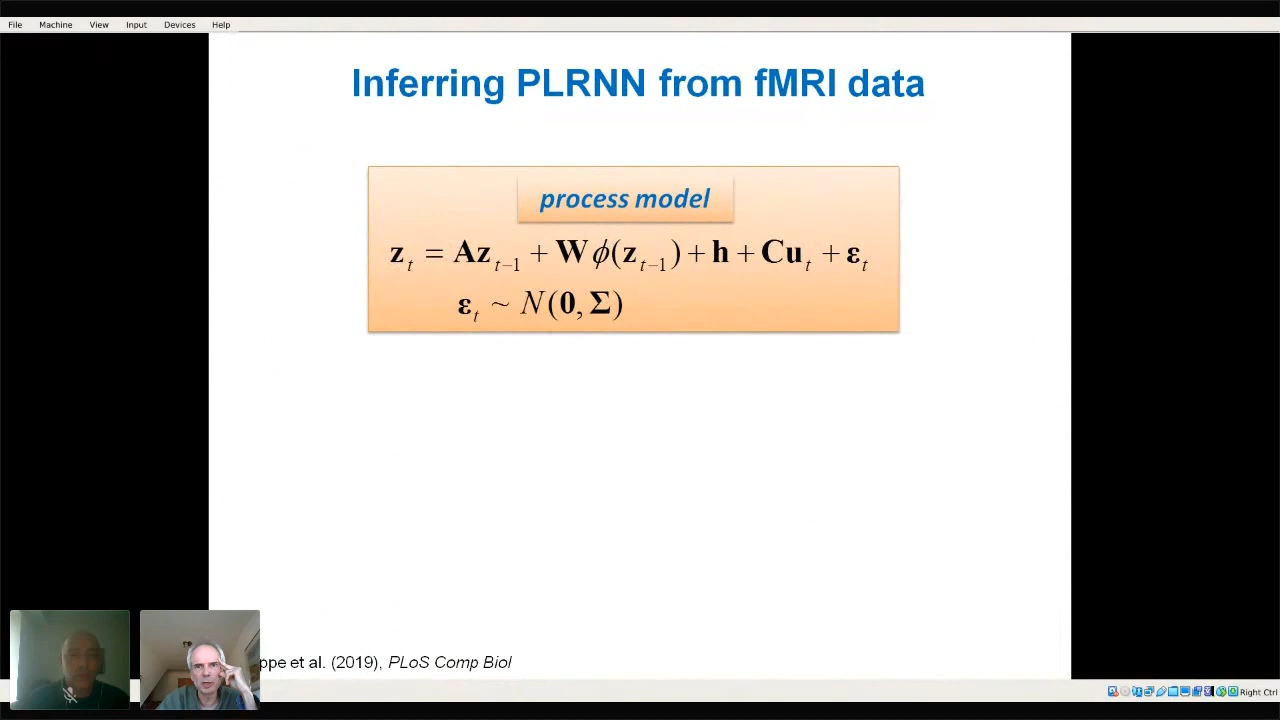 File Machine View Input Devices Help
Inferring PLRNN from fMRI data
process model
z_t = Az_{t−1} + Wϕ(z_{t−1}) + h + Cu_t + ε_t
ε_t ~ N(0, Σ)
ppe et al. (2019), PLoS Comp Biol
Right Ctrl